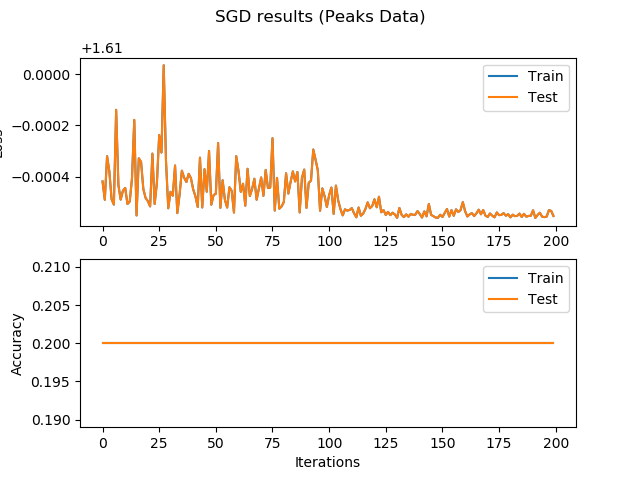 SGD results (Peaks Data)
+1.61
0.0000
−0.0002
−0.0004
Train
Test
0 25 50 75 100 125 150 175 200
0.210
0.205
0.200
0.195
0.190
Accuracy
Train
Test
0 25 50 75 100 125 150 175 200
Iterations